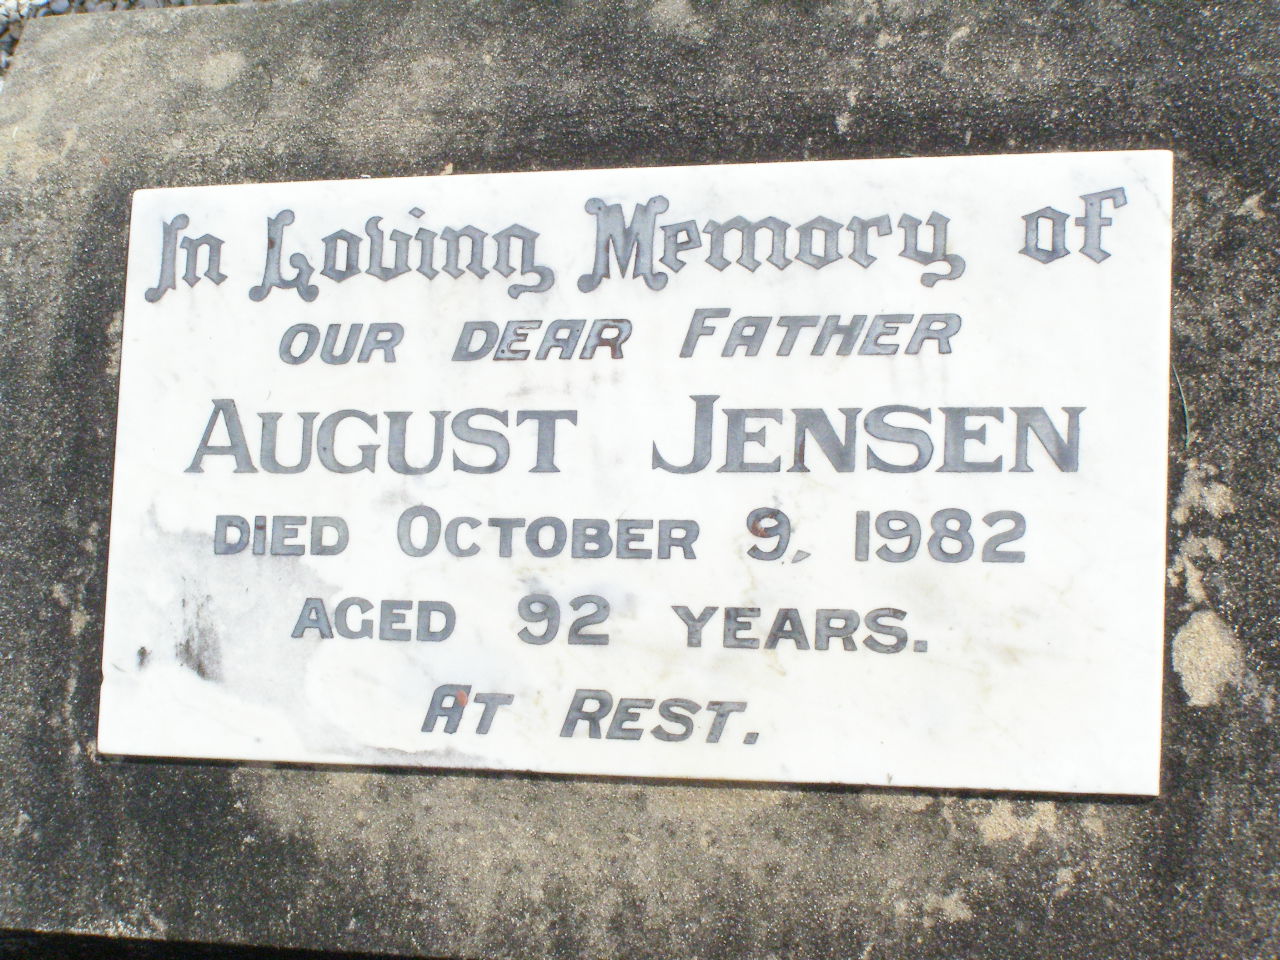 In Loving Memory of
OUR DEAR FATHER
AUGUST JENSEN
DIED OCTOBER 9, 1982
AGED 92 YEARS.
AT REST.